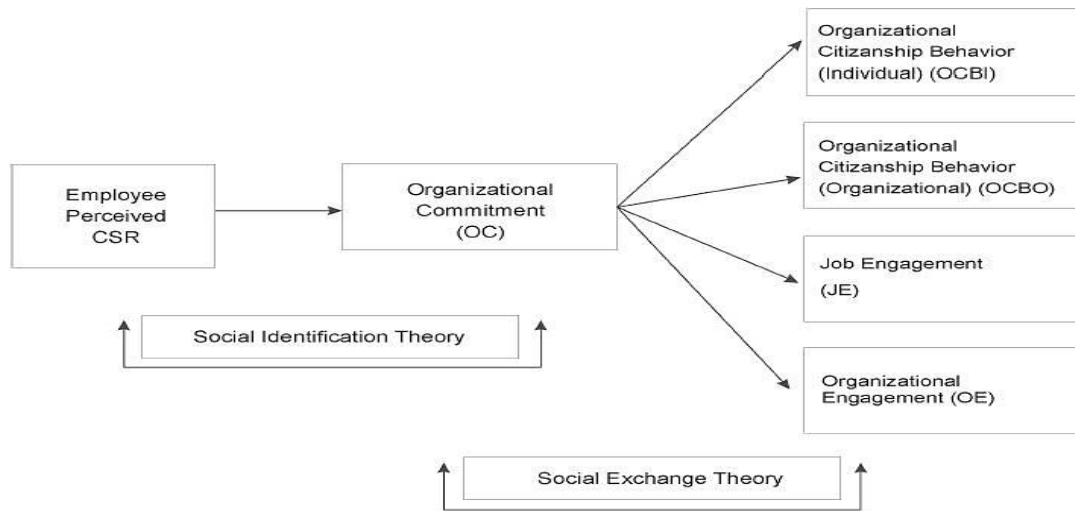 Employee
Perceived
CSR
Organizational
Commitment
(OC)
Organizational
Citizanship Behavior
(Individual) (OCBI)
Organizational
Citizanship Behavior
(Organizational) (OCBO)
Job Engagement
(JE)
Organizational
Engagement (OE)
Social Identification Theory
Social Exchange Theory